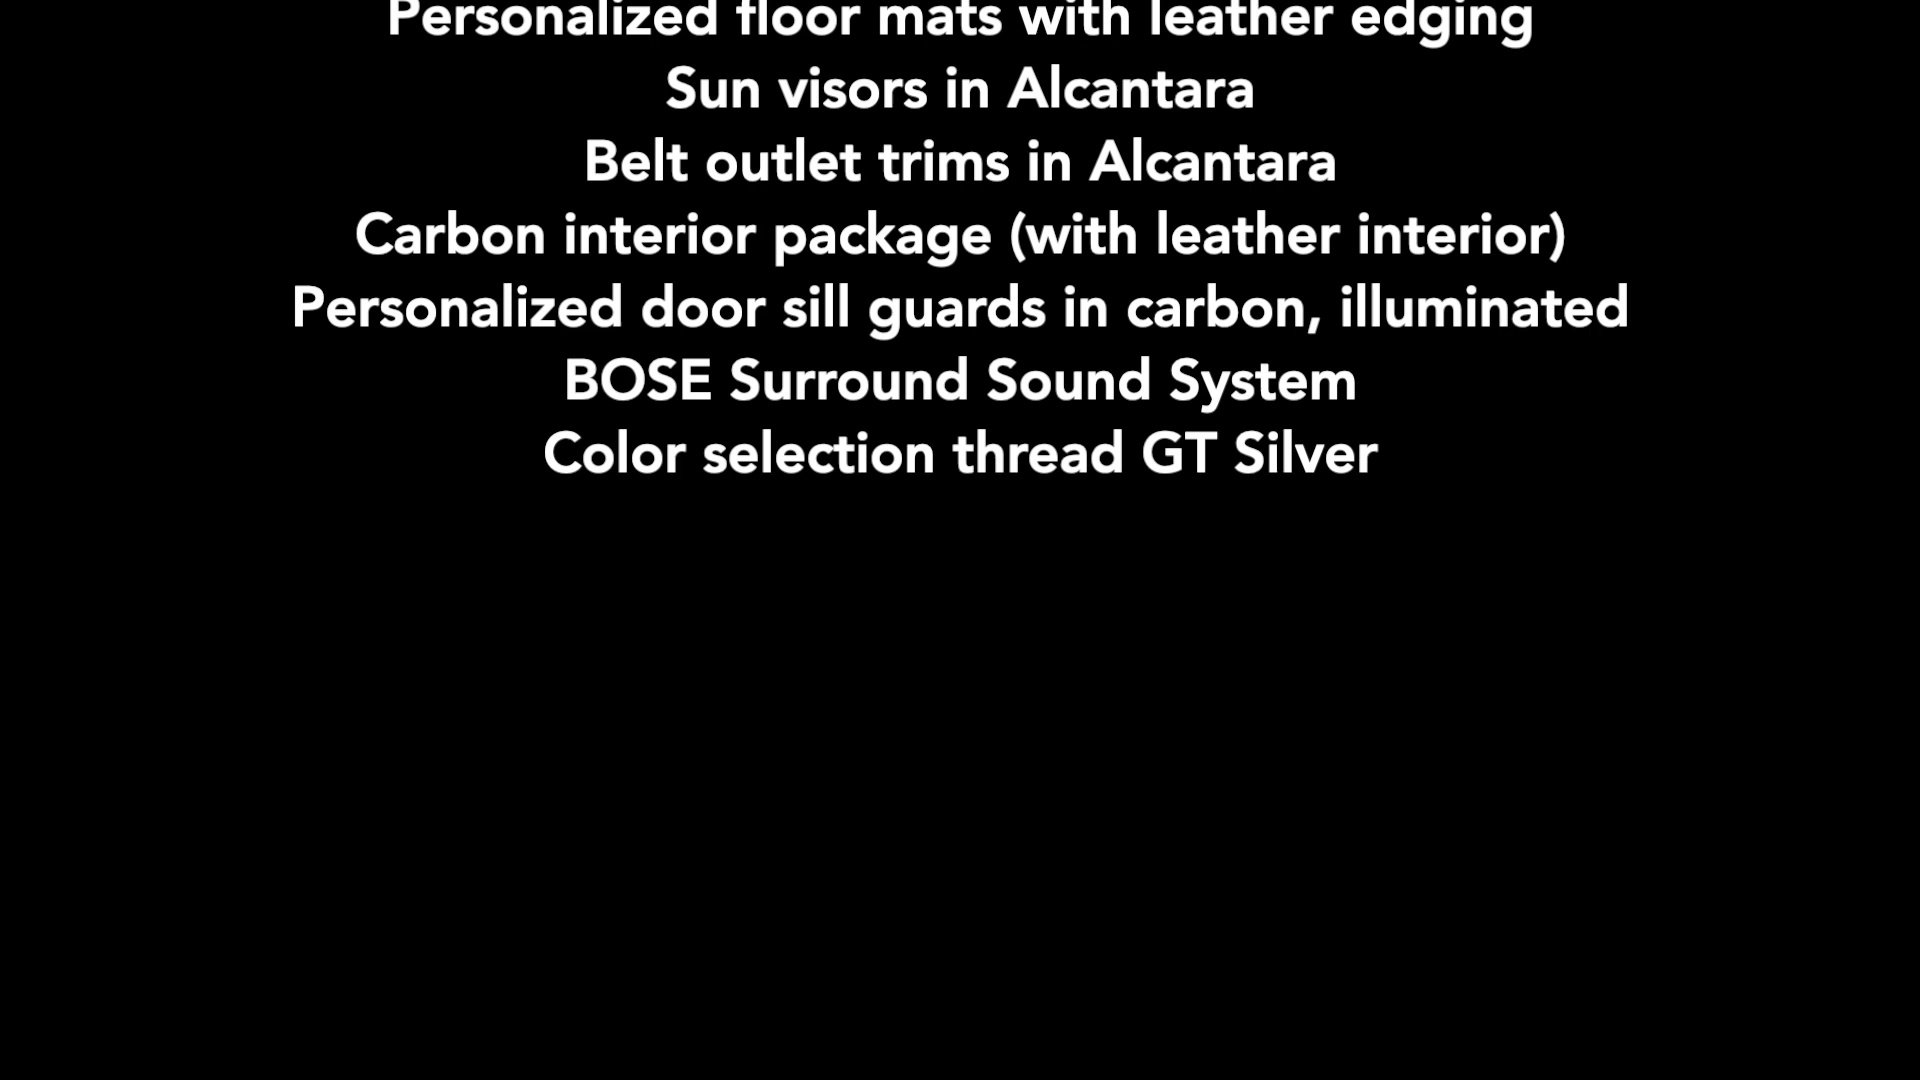 Personalized floor mats with leather edging
Sun visors in Alcantara
Belt outlet trims in Alcantara
Carbon interior package (with leather interior)
Personalized door sill guards in carbon, illuminated
BOSE Surround Sound System
Color selection thread GT Silver